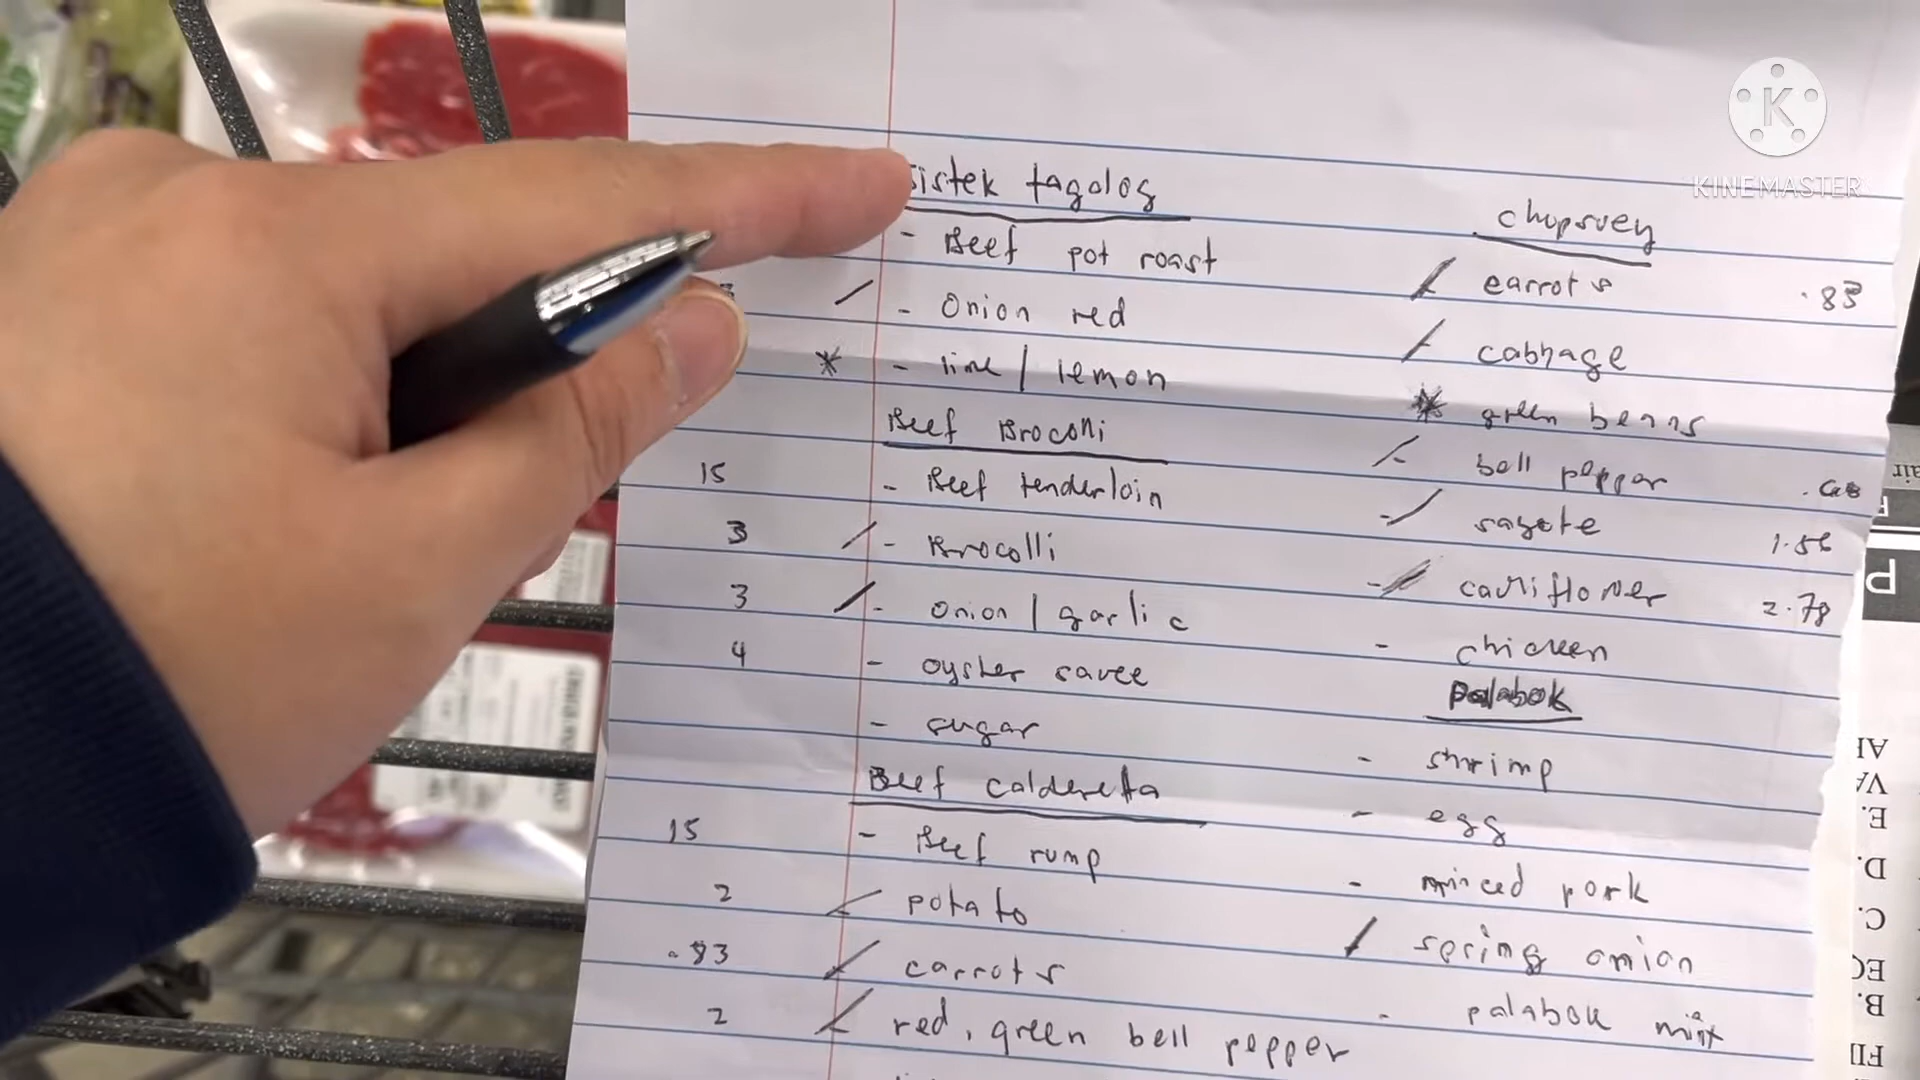 KINEMASTER
Bistek tagalog
- Beef pot roast
- Onion red
* - lime / lemon
Beef Brocolli
15 - Beef tenderloin
3 - Brocolli
3 - onion / garlic
4 - oyster sauce
- sugar
Beef caldereta
15 - Beef rump
2 potato
.83 carrots
2 red, green bell pepper
chopsuey
carrots .83
cabbage
* green beans
- bell pepper
- sayote 1.56
- cauliflower 2.78
- chicken
Palabok
- shrimp
- egg
- minced pork
spring onion
- palabok mix